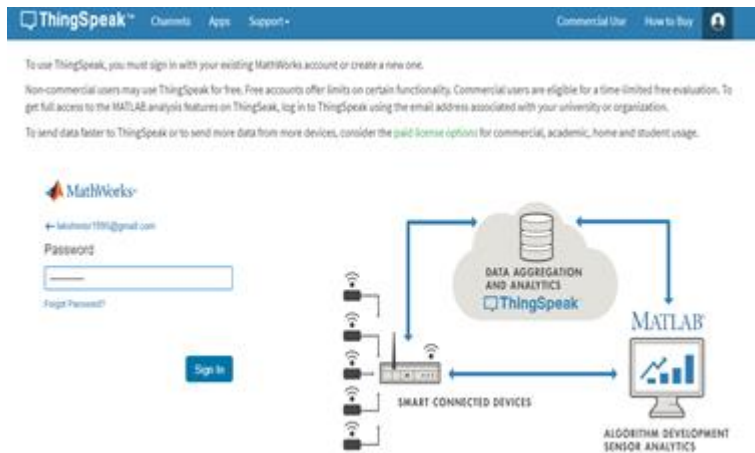 ThingSpeak™ Channels Apps Support Commercial Use How to Buy
To use ThingSpeak, you must sign in with your existing MathWorks account or create a new one.
Non-commercial users may use ThingSpeak for free. Free accounts offer limits on certain functionality. Commercial users are eligible for a time-limited free evaluation. To
get full access to the MATLAB analysis features on ThingSeak, log in to ThingSpeak using the email address associated with your university or organization.
To send data faster to ThingSpeak or to send more data from more devices, consider the paid license options for commercial, academic, home and student usage.
MathWorks®
Password
Forgot Password?
Sign In
DATA AGGREGATION
AND ANALYTICS
ThingSpeak
MATLAB®
SMART CONNECTED DEVICES
ALGORITHM DEVELOPMENT
SENSOR ANALYTICS